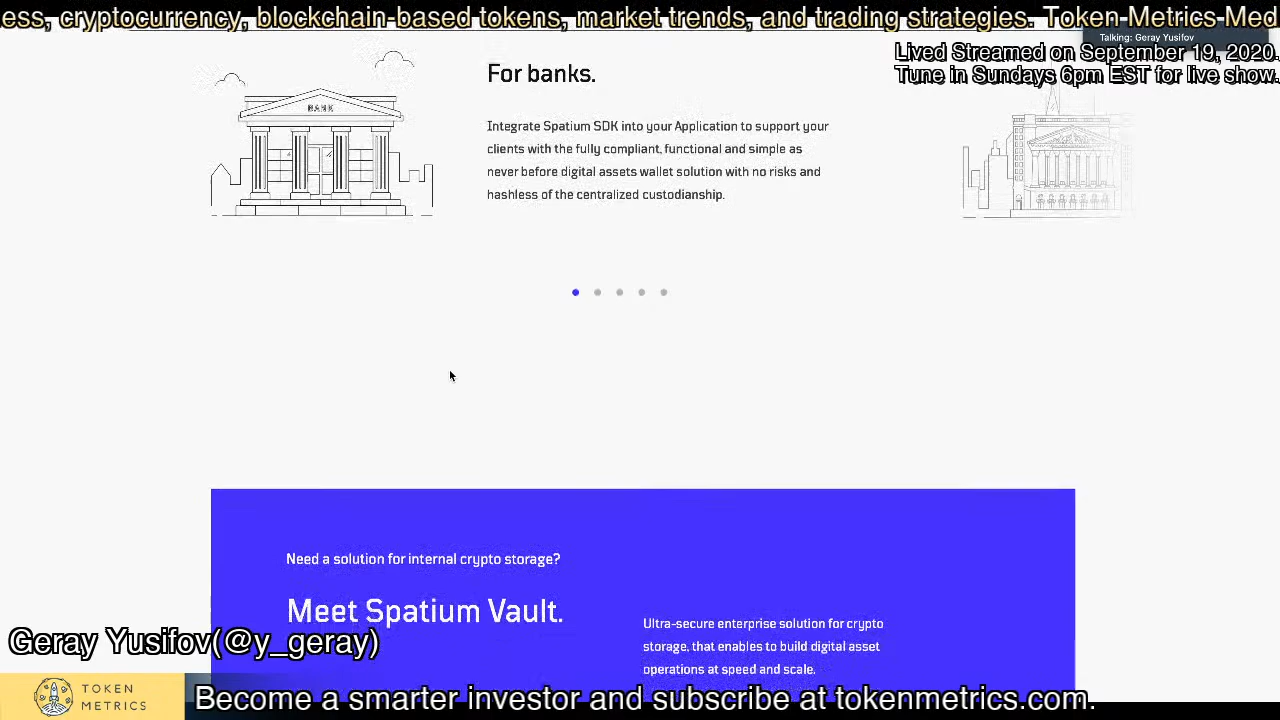 ess, cryptocurrency, blockchain-based tokens, market trends, and trading strategies. Token Metrics Med
Talking: Geray Yusifov
Lived Streamed on September 19, 2020.
Tune in Sundays 6pm EST for live show.
For banks.
BANK
Integrate Spatium SDK into your Application to support your
clients with the fully compliant, functional and simple as
never before digital assets wallet solution with no risks and
hashless of the centralized custodianship.
Need a solution for internal crypto storage?
Meet Spatium Vault.
Ultra-secure enterprise solution for crypto
storage, that enables to build digital asset
operations at speed and scale.
Geray Yusifov(@y_geray)
TOKEN
METRICS
Become a smarter investor and subscribe at tokenmetrics.com.